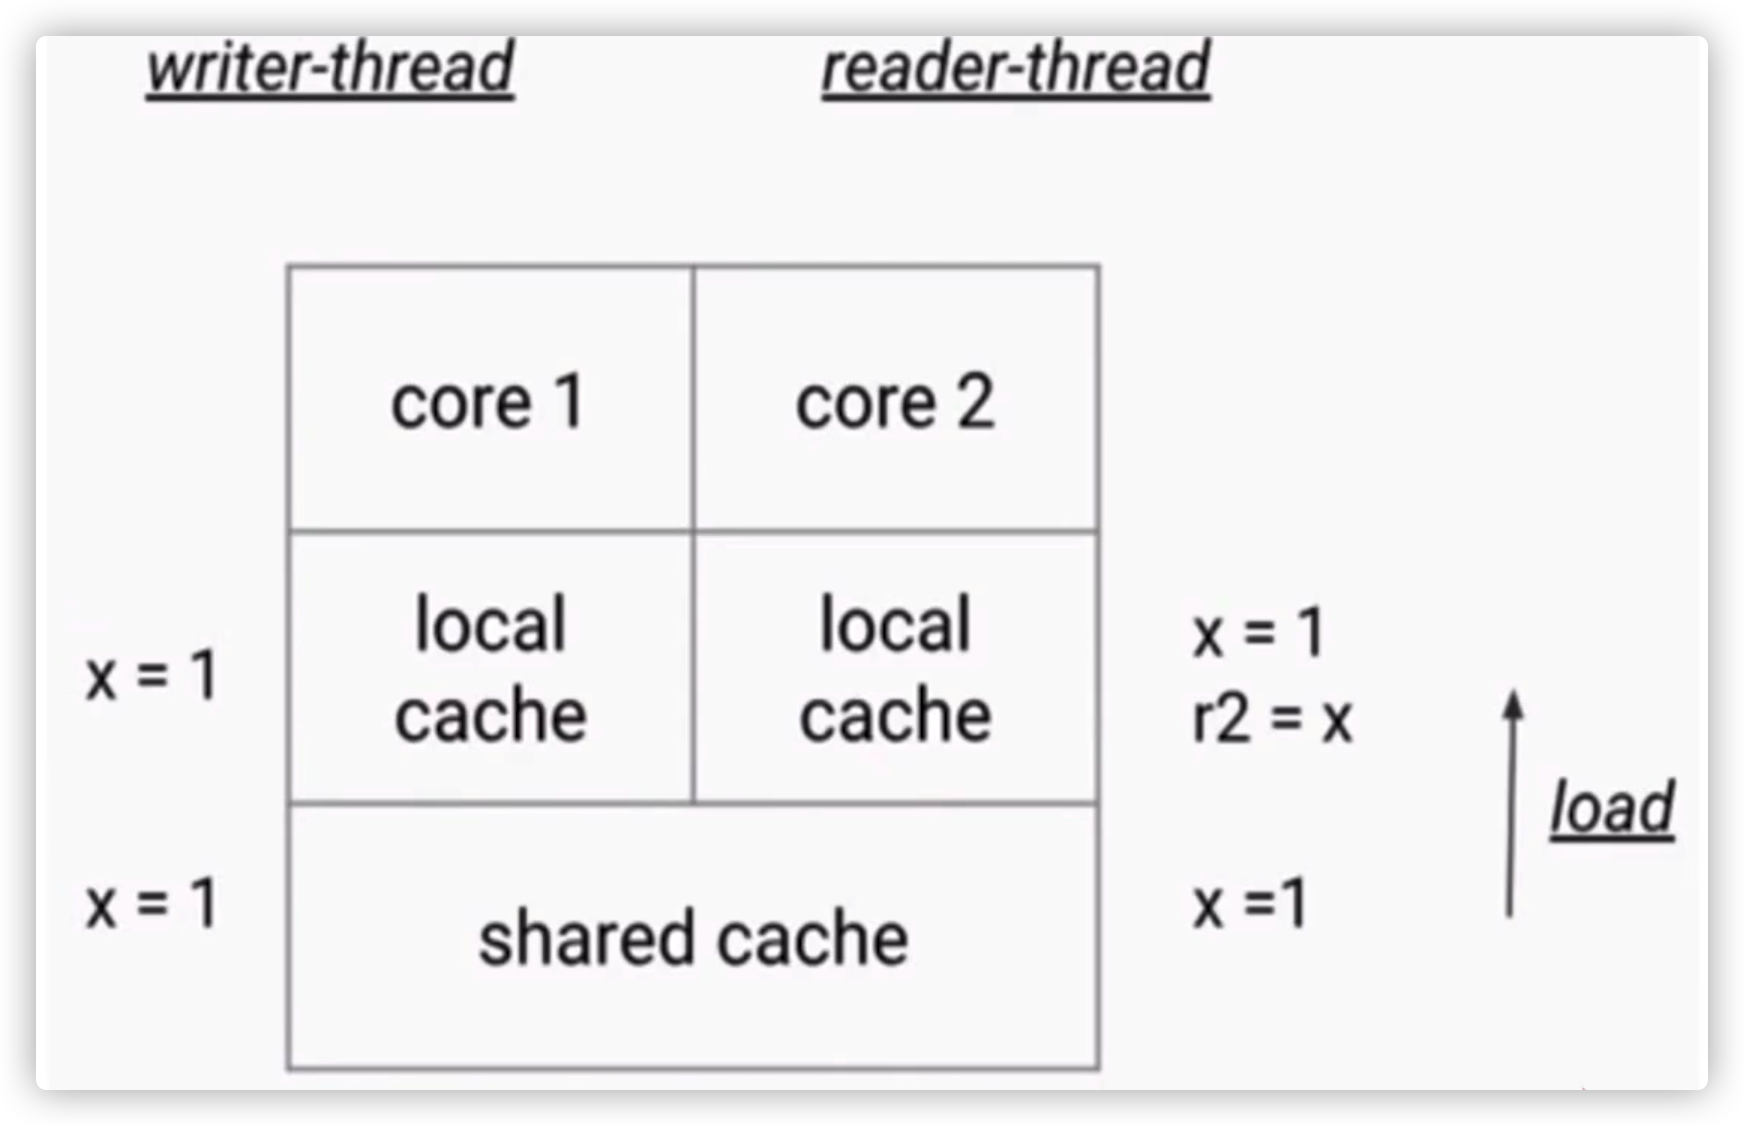 writer-thread
reader-thread
core 1
core 2
x = 1
local
cache
local
cache
x = 1
r2 = x
load
x = 1
shared cache
x =1